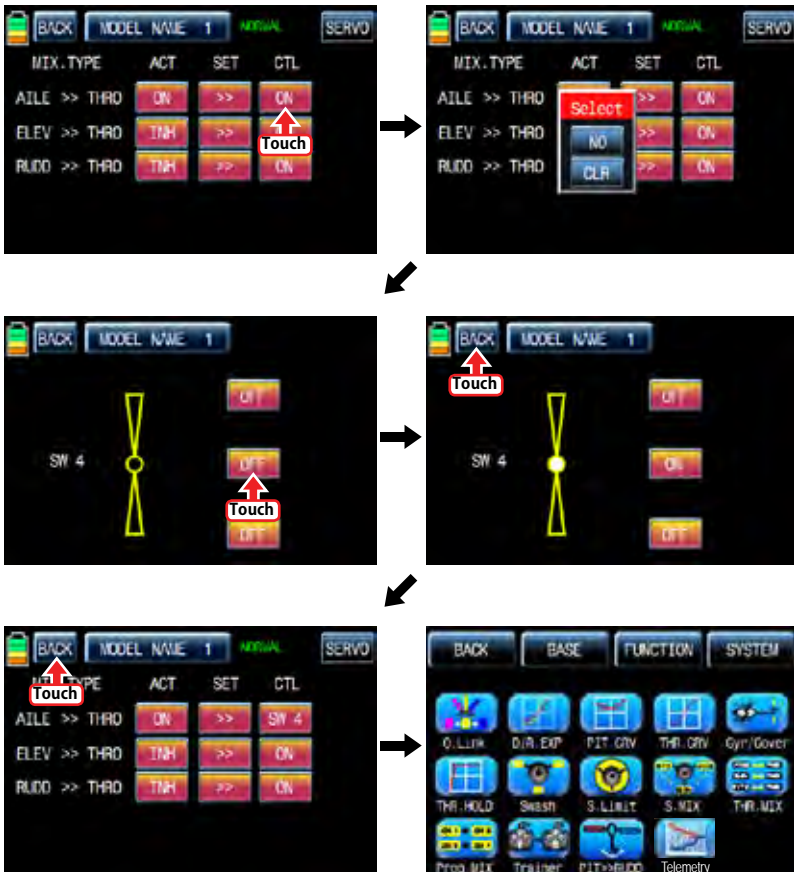 BACK MODEL NAME 1 NORMAL SERVO
MIX.TYPE ACT SET CTL
AILE >> THRO ON >> ON
ELEV >> THRO INH >>
Touch
RUDD >> THRO INH >> ON
BACK MODEL NAME 1 NORMAL SERVO
MIX.TYPE ACT SET CTL
AILE >> THRO >> ON
Select
ELEV >> THRO NO >> ON
RUDD >> THRO CLR >> ON
BACK MODEL NAME 1
OFF
SW 4 OFF
Touch
OFF
BACK MODEL NAME 1
Touch
OFF
SW 4 ON
OFF
BACK MODEL NAME 1 NORMAL SERVO
Touch
ACT SET CTL
AILE >> THRO ON >> SW 4
ELEV >> THRO INH >> ON
RUDD >> THRO INH >> ON
BACK BASE FUNCTION SYSTEM
Q.Link D/R.EXP PIT CRV THR.CRV Gyr/Gover
THR.HOLD Swash S.Limit S.MIX THR.MIX
Prog.MIX Trainer PIT>>RUDD Telemetry